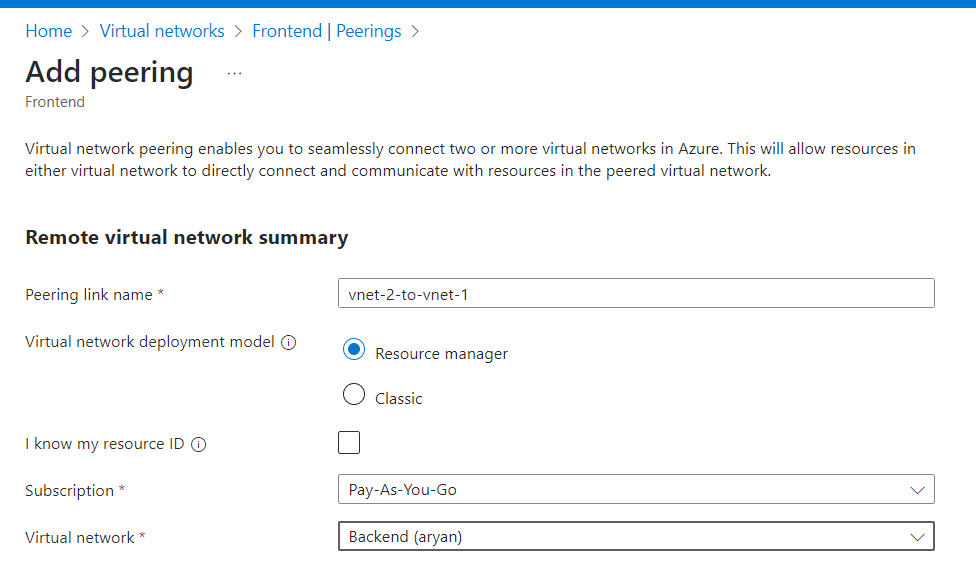 Home > Virtual networks > Frontend | Peerings >
Add peering ...
Frontend
Virtual network peering enables you to seamlessly connect two or more virtual networks in Azure. This will allow resources in
either virtual network to directly connect and communicate with resources in the peered virtual network.
Remote virtual network summary
Peering link name * vnet-2-to-vnet-1
Virtual network deployment model
Resource manager
Classic
I know my resource ID
Subscription * Pay-As-You-Go
Virtual network * Backend (aryan)